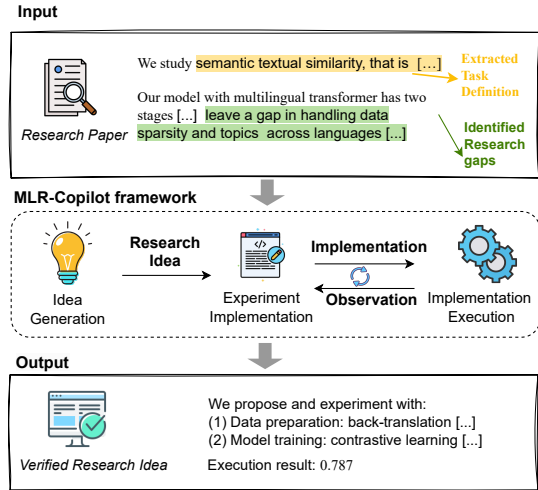 Input
We study semantic textual similarity, that is […]
Extracted
Task
Definition
Our model with multilingual transformer has two
stages [...] leave a gap in handling data
sparsity and topics across languages [...]
Research Paper
Identified
Research
gaps
MLR-Copilot framework
Research
Idea
Implementation
Observation
Idea
Generation
</>
Experiment
Implementation
Implementation
Execution
Output
We propose and experiment with:
(1) Data preparation: back-translation [...]
(2) Model training: contrastive learning [...]
Verified Research Idea
Execution result: 0.787